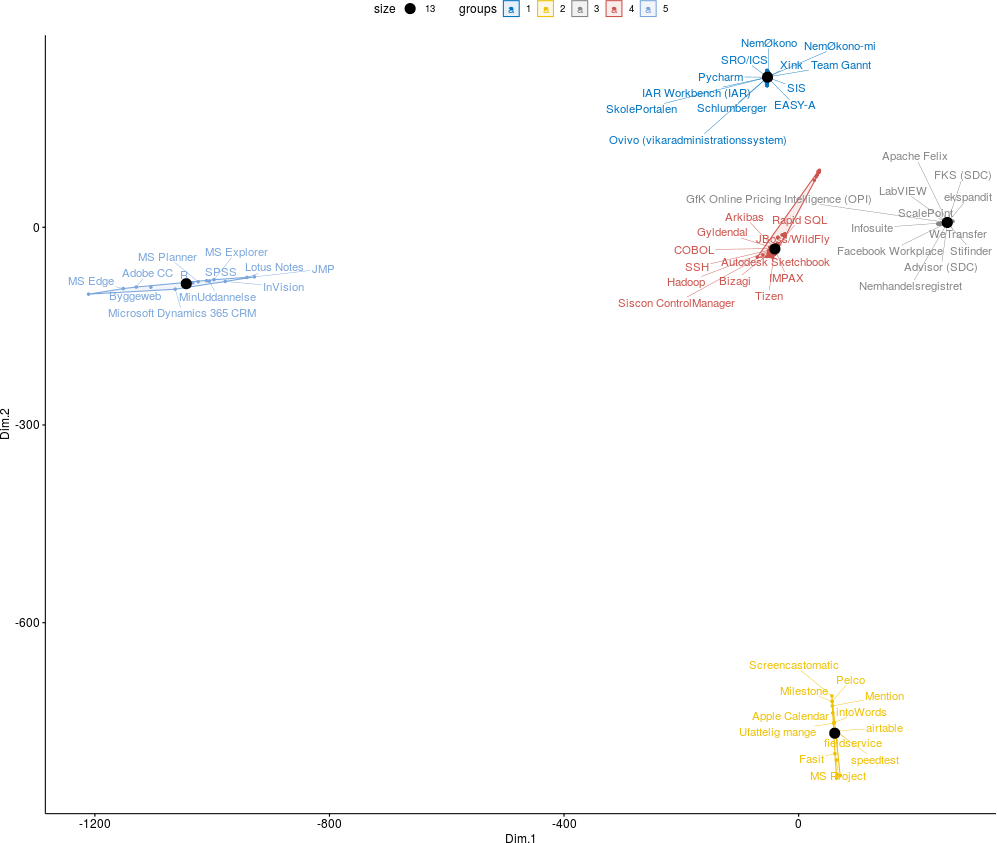 size 13 groups a 1 a 2 a 3 a 4 a 5
NemØkono
NemØkono-mi
SRO/ICS
Xink
Team Gannt
Pycharm
SIS
IAR Workbench (IAR)
SkolePortalen
Schlumberger
EASY-A
Ovivo (vikaradministrationssystem)
Apache Felix
FKS (SDC)
LabVIEW
ekspandit
GfK Online Pricing Intelligence (OPI)
ScalePoint
Arkibas
Rapid SQL
Infosuite
WeTransfer
Gyldendal
JBoss/WildFly
COBOL
Facebook Workplace
Stifinder
Autodesk Sketchbook
SSH
Advisor (SDC)
Hadoop
Bizagi
IMPAX
Nemhandelsregistret
Siscon ControlManager
Tizen
MS Explorer
MS Planner
Lotus Notes
JMP
Adobe CC
R
SPSS
MS Edge
InVision
Byggeweb
MinUddannelse
Microsoft Dynamics 365 CRM
Screencastomatic
Pelco
Milestone
Mention
Apple Calendar
intoWords
Ufattelig mange
airtable
fieldservice
Fasit
speedtest
MS Project
0
-300
-600
Dim.2
-1200
-800
-400
0
Dim.1